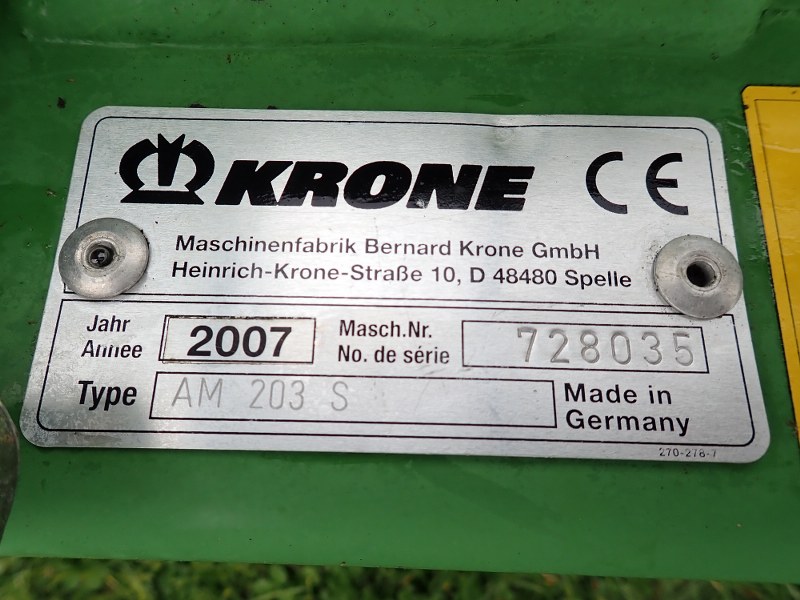 KRONE CE
Maschinenfabrik Bernard Krone GmbH
Heinrich-Krone-Straße 10, D 48480 Spelle
Jahr
Année
2007
Masch.Nr.
No. de série
728035
Type
AM 203 S
Made in
Germany
270-278-7